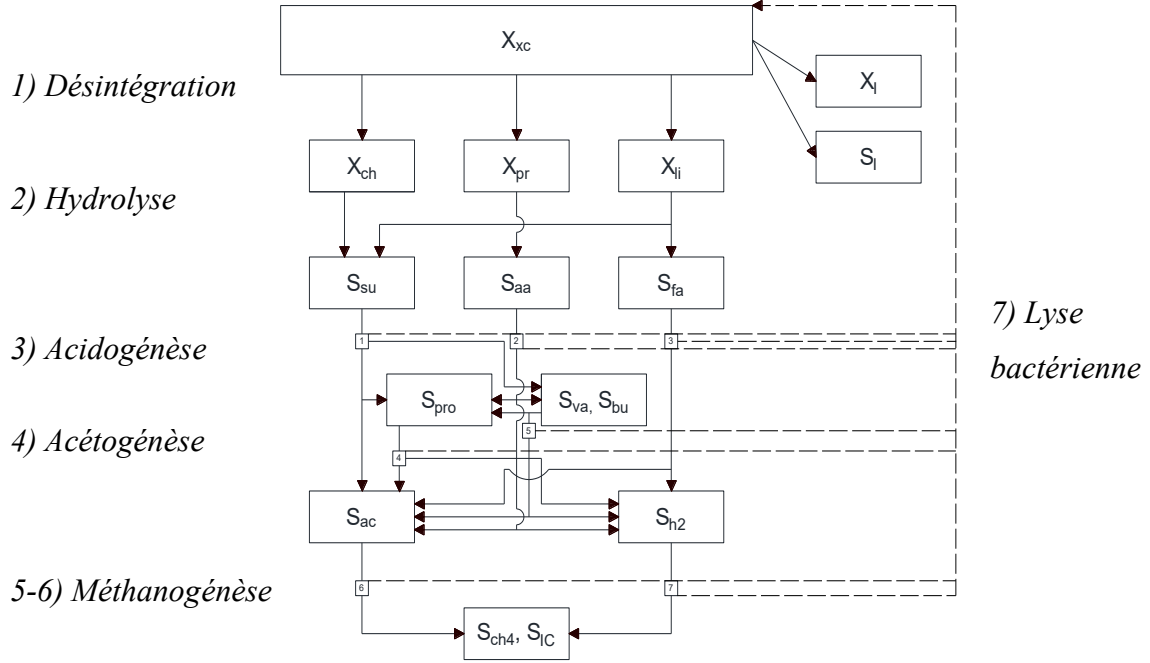 X_xc
1) Désintégration
X_I
S_I
X_ch X_pr X_li
2) Hydrolyse
S_su S_aa S_fa
7) Lyse
bactérienne
3) Acidogénèse
1 2 3
S_pro S_va, S_bu
4) Acétogénèse
5
4
S_ac S_h2
5-6) Méthanogénèse
6 7
S_ch4, S_IC